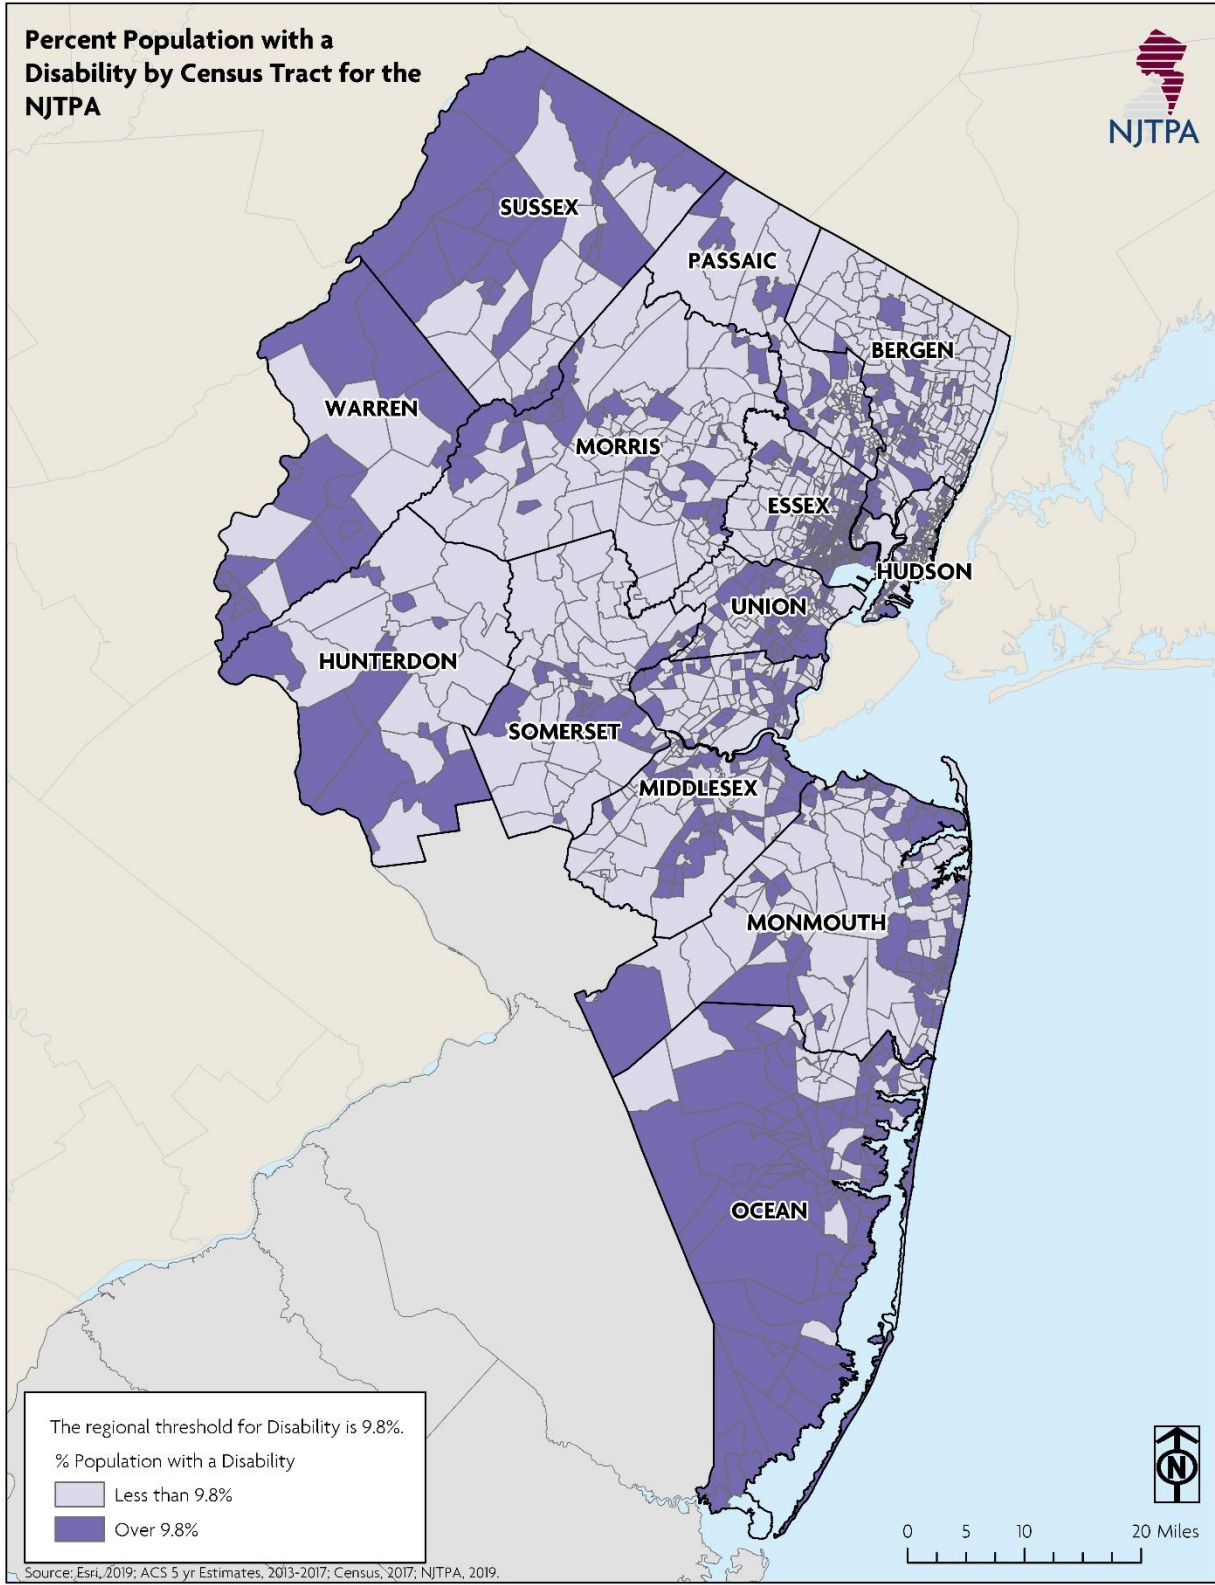 Percent Population with a
Disability by Census Tract for the
NJTPA
NJTPA
SUSSEX
PASSAIC
BERGEN
WARREN
MORRIS
ESSEX
HUDSON
UNION
HUNTERDON
SOMERSET
MIDDLESEX
MONMOUTH
OCEAN
The regional threshold for Disability is 9.8%.
% Population with a Disability
Less than 9.8%
Over 9.8%
N
0 5 10 20 Miles
Source: Esri, 2019; ACS 5 yr Estimates, 2013-2017; Census, 2017; NJTPA, 2019.